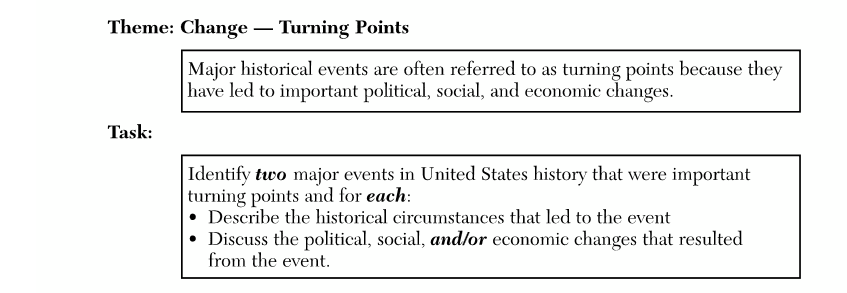 Theme: Change — Turning Points
Major historical events are often referred to as turning points because they
have led to important political, social, and economic changes.
Task:
Identify two major events in United States history that were important
turning points and for each:
• Describe the historical circumstances that led to the event
• Discuss the political, social, and/or economic changes that resulted
from the event.